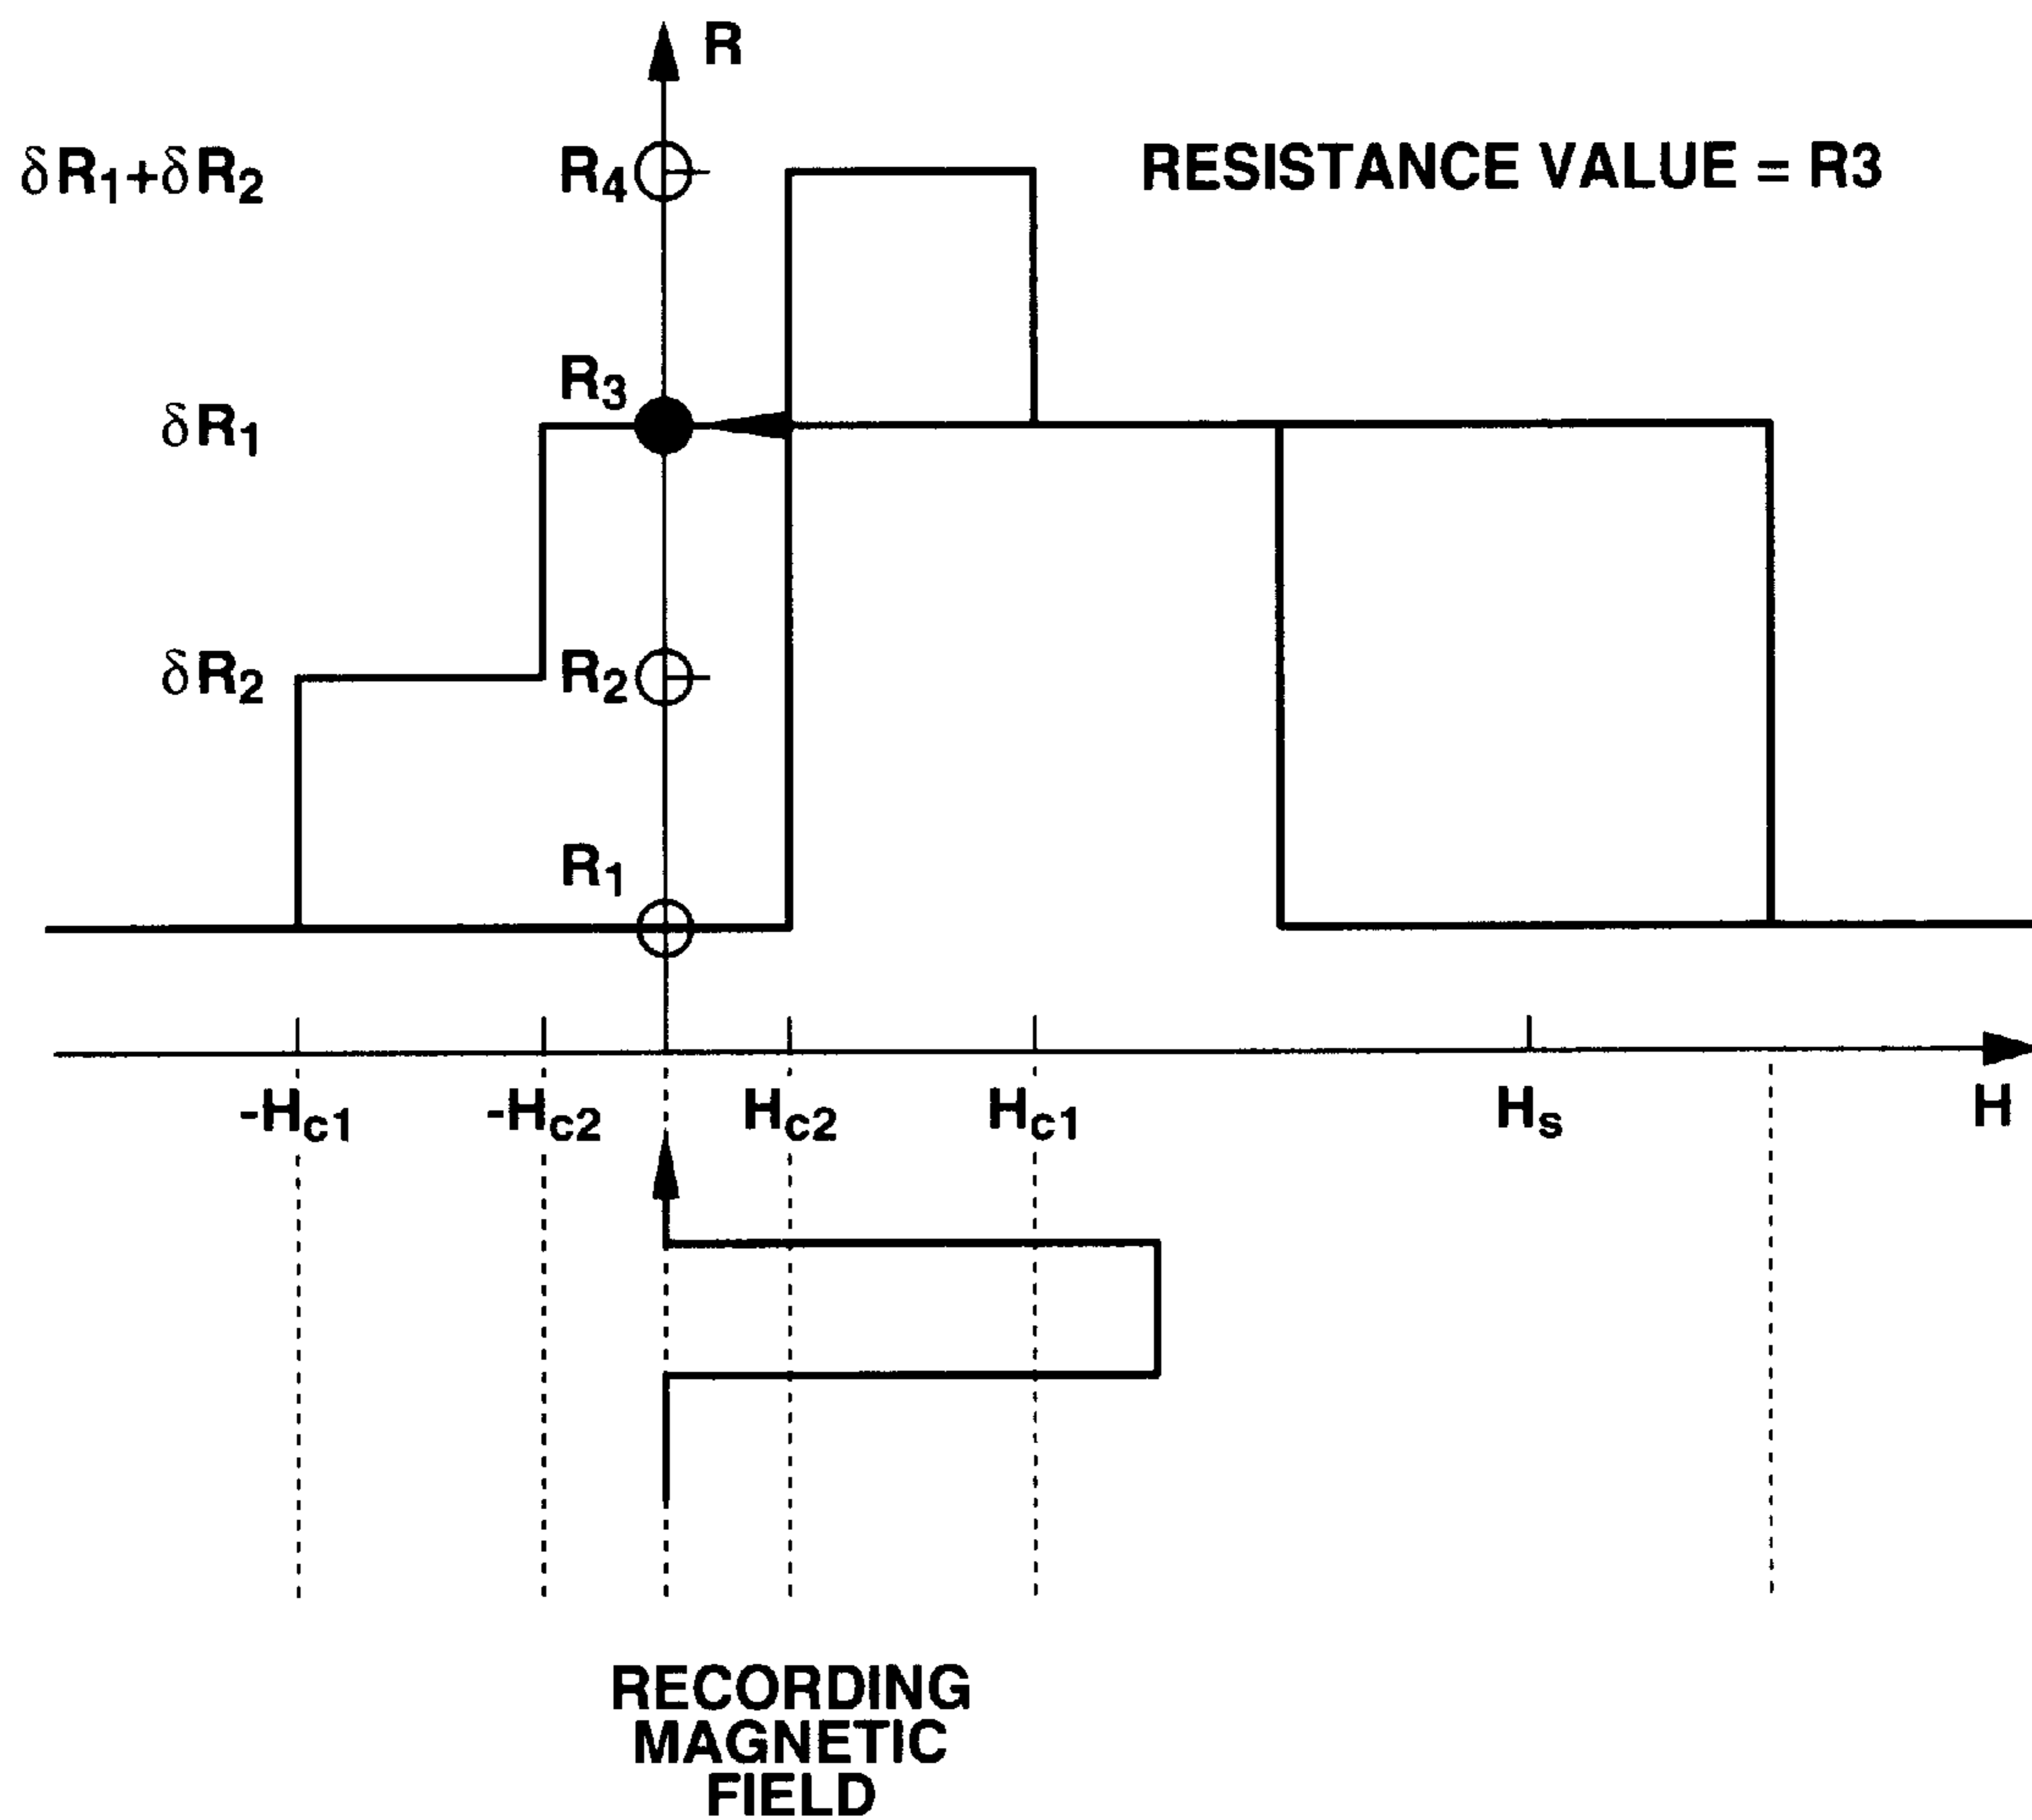 R
δR₁+δR₂
R₄
RESISTANCE VALUE = R3
R₃
δR₁
δR₂
R₂
R₁
-Hc1
-Hc2
Hc2
Hc1
Hs
H
RECORDING
MAGNETIC
FIELD